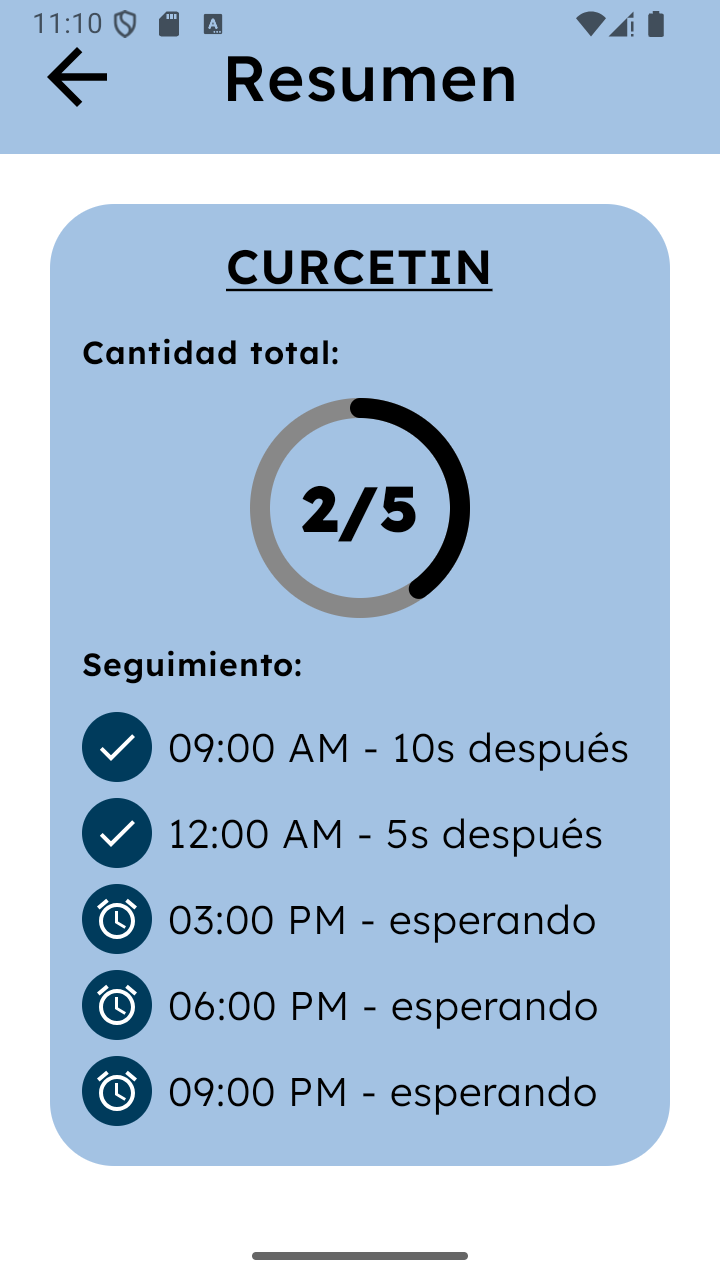 11:10
Resumen
CURCETIN
Cantidad total:
2/5
Seguimiento:
09:00 AM - 10s después
12:00 AM - 5s después
03:00 PM - esperando
06:00 PM - esperando
09:00 PM - esperando